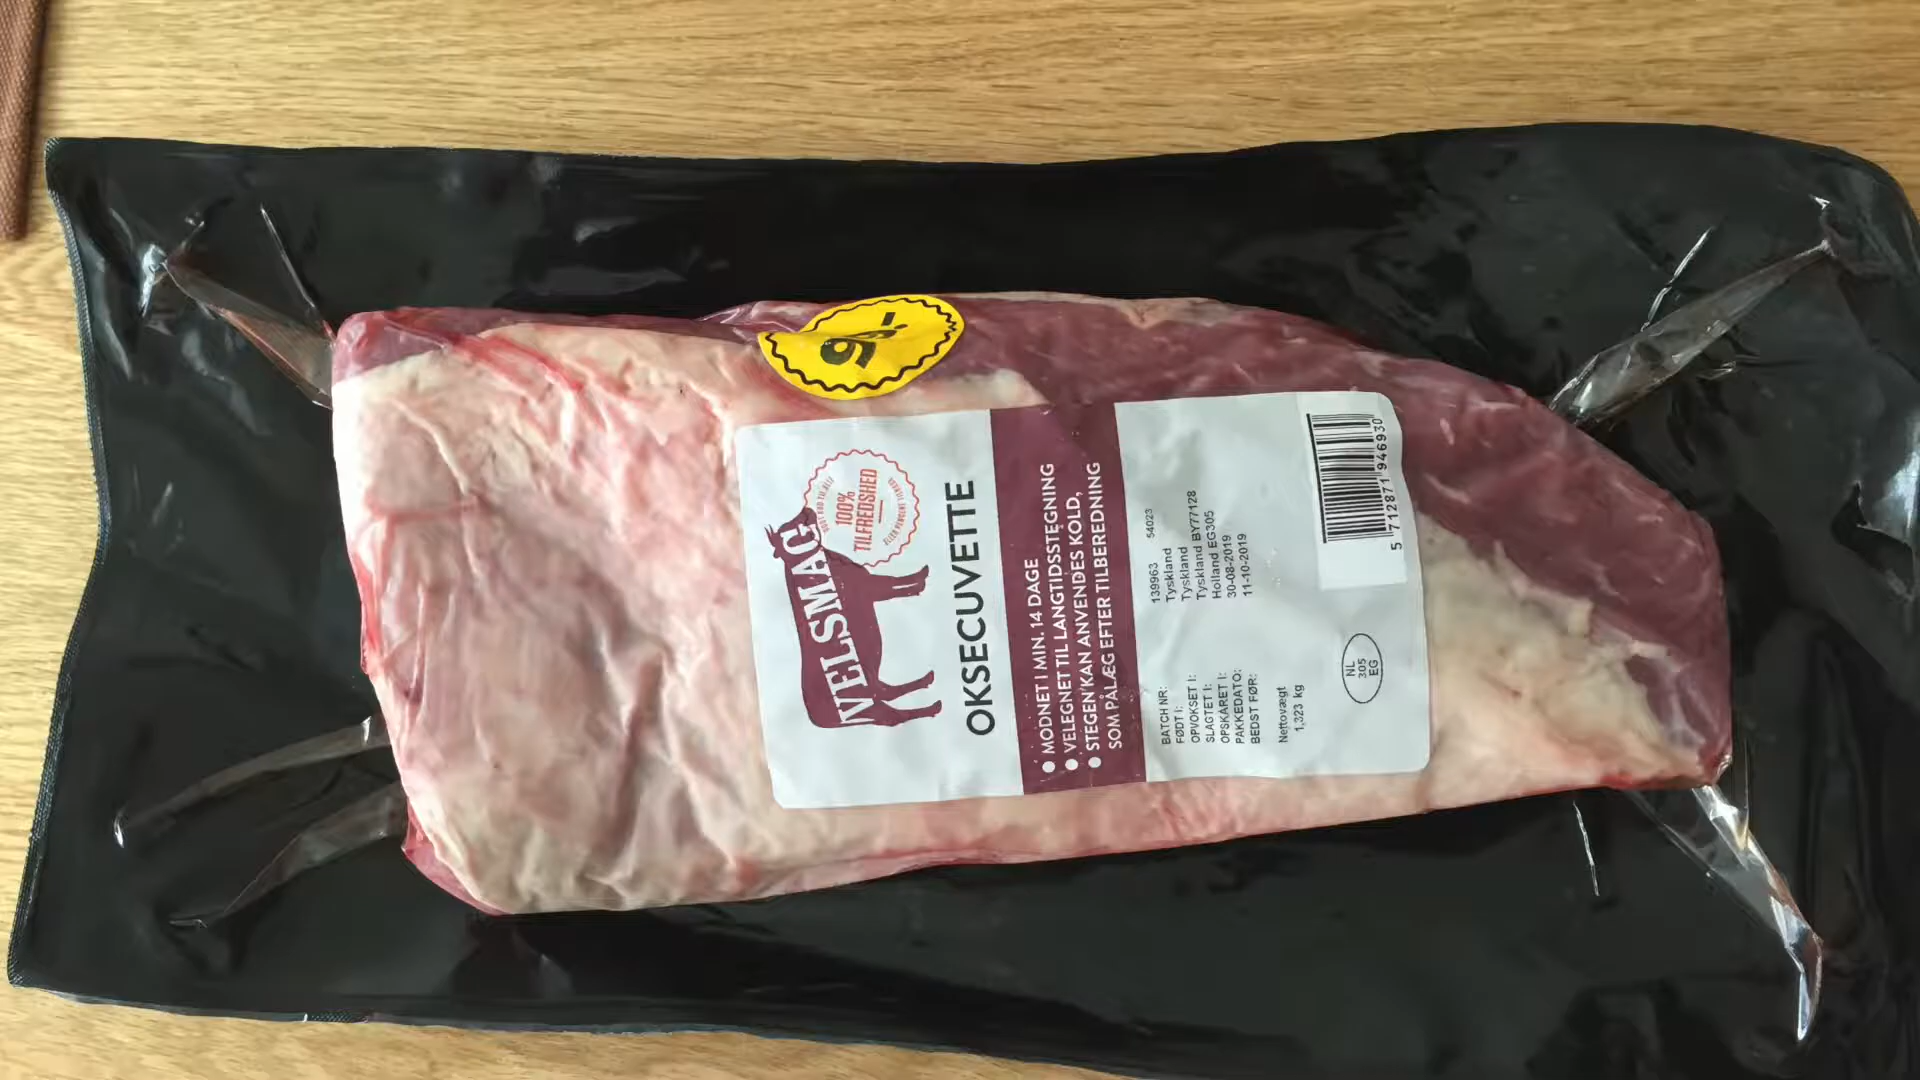 9,-
VELSMAG
100%
TILFREDSHED
OKSECUVETTE
• MODNET I MIN. 14 DAGE
• VELEGNET TIL LANGTIDSSTEGNING
• STEGEN KAN ANVENDES KOLD,
SOM PÅLÆG EFTER TILBEREDNING
BATCH NR: 139963 54023
FØDT I: Tyskland
OPVOKSET I: Tyskland
SLAGTET I: Tyskland BY77128
OPSKÅRET I: Holland EG305
PAKKEDATO: 30-08-2019
BEDST FØR: 11-10-2019
Nettovægt
1,323 kg
NL
305
EG
5 712871 946930